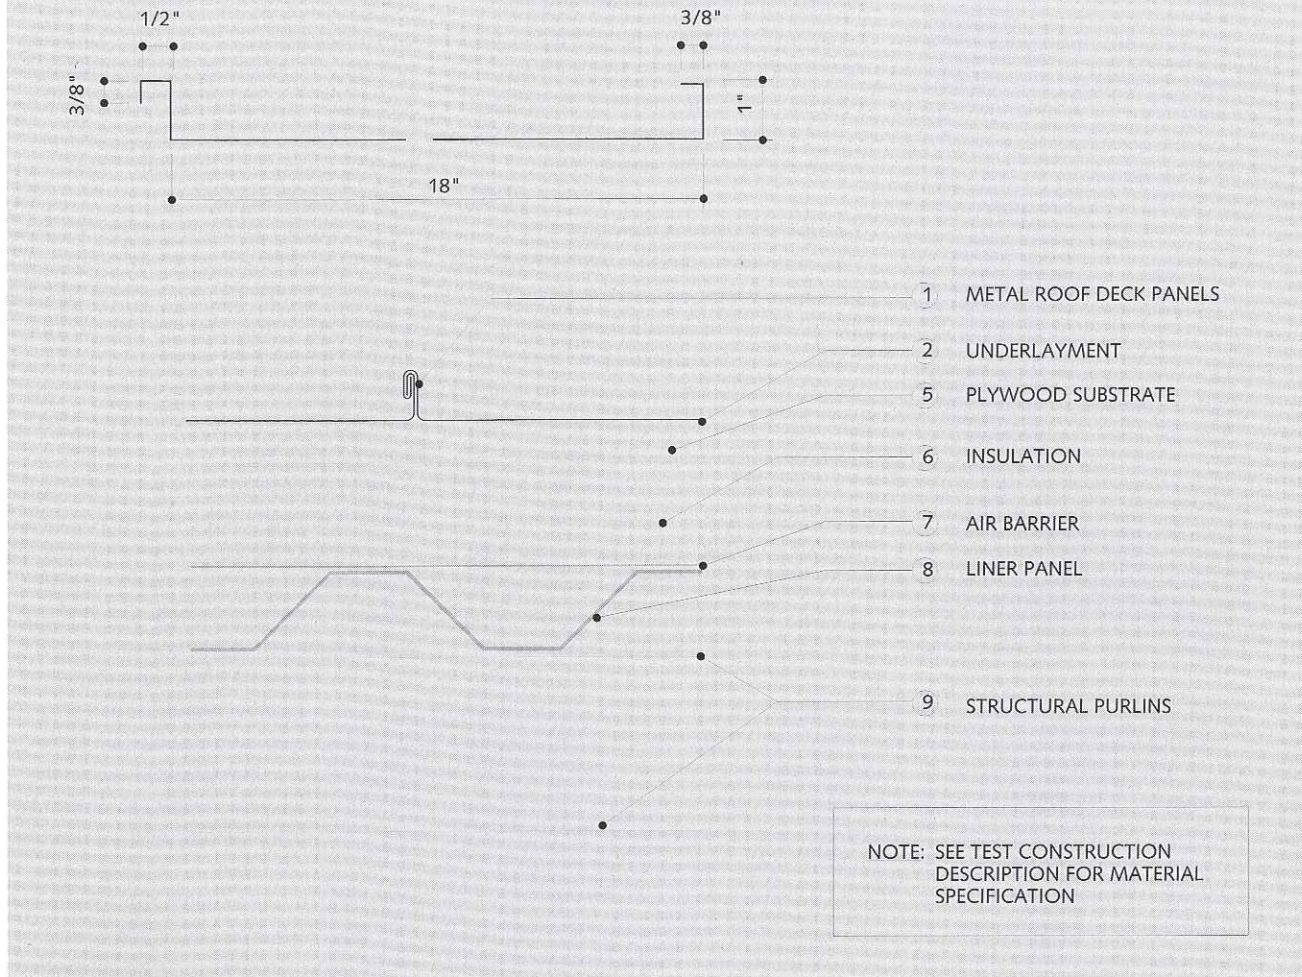 1/2"
3/8"
3/8"
1"
18"
1 METAL ROOF DECK PANELS
2 UNDERLAYMENT
5 PLYWOOD SUBSTRATE
6 INSULATION
7 AIR BARRIER
8 LINER PANEL
9 STRUCTURAL PURLINS
NOTE: SEE TEST CONSTRUCTION
DESCRIPTION FOR MATERIAL
SPECIFICATION